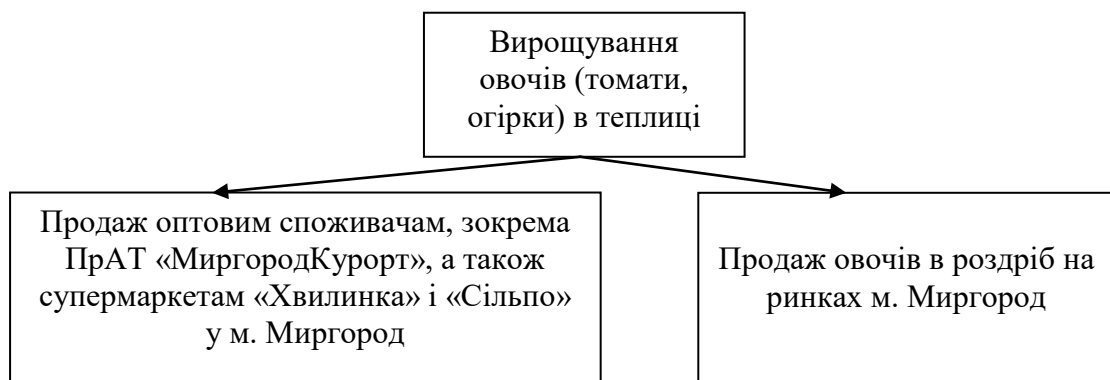 Вирощування
овочів (томати,
огірки) в теплиці
Продаж оптовим споживачам, зокрема
ПрАТ «МиргородКурорт», а також
супермаркетам «Хвилинка» і «Сільпо»
у м. Миргород
Продаж овочів в роздріб на
ринках м. Миргород